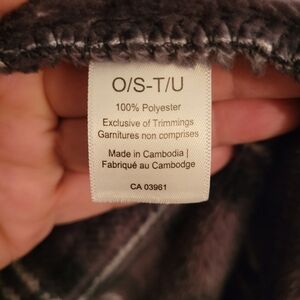 O/S-T/U
100% Polyester
Exclusive of Trimmings
Garnitures non comprises
Made in Cambodia |
Fabriqué au Cambodge
CA 03961